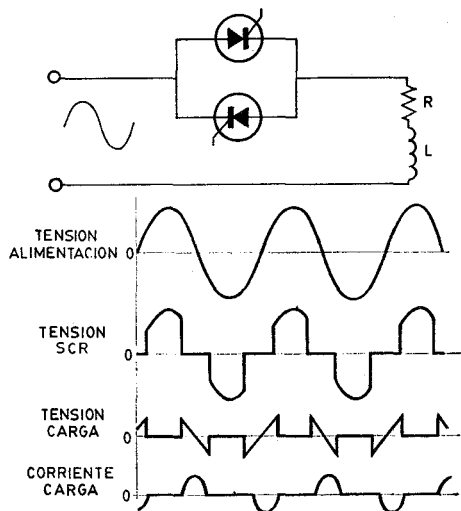 R
L
TENSION
ALIMENTACION
0
TENSION
SCR
0
TENSION
CARGA
0
CORRIENTE
CARGA
0